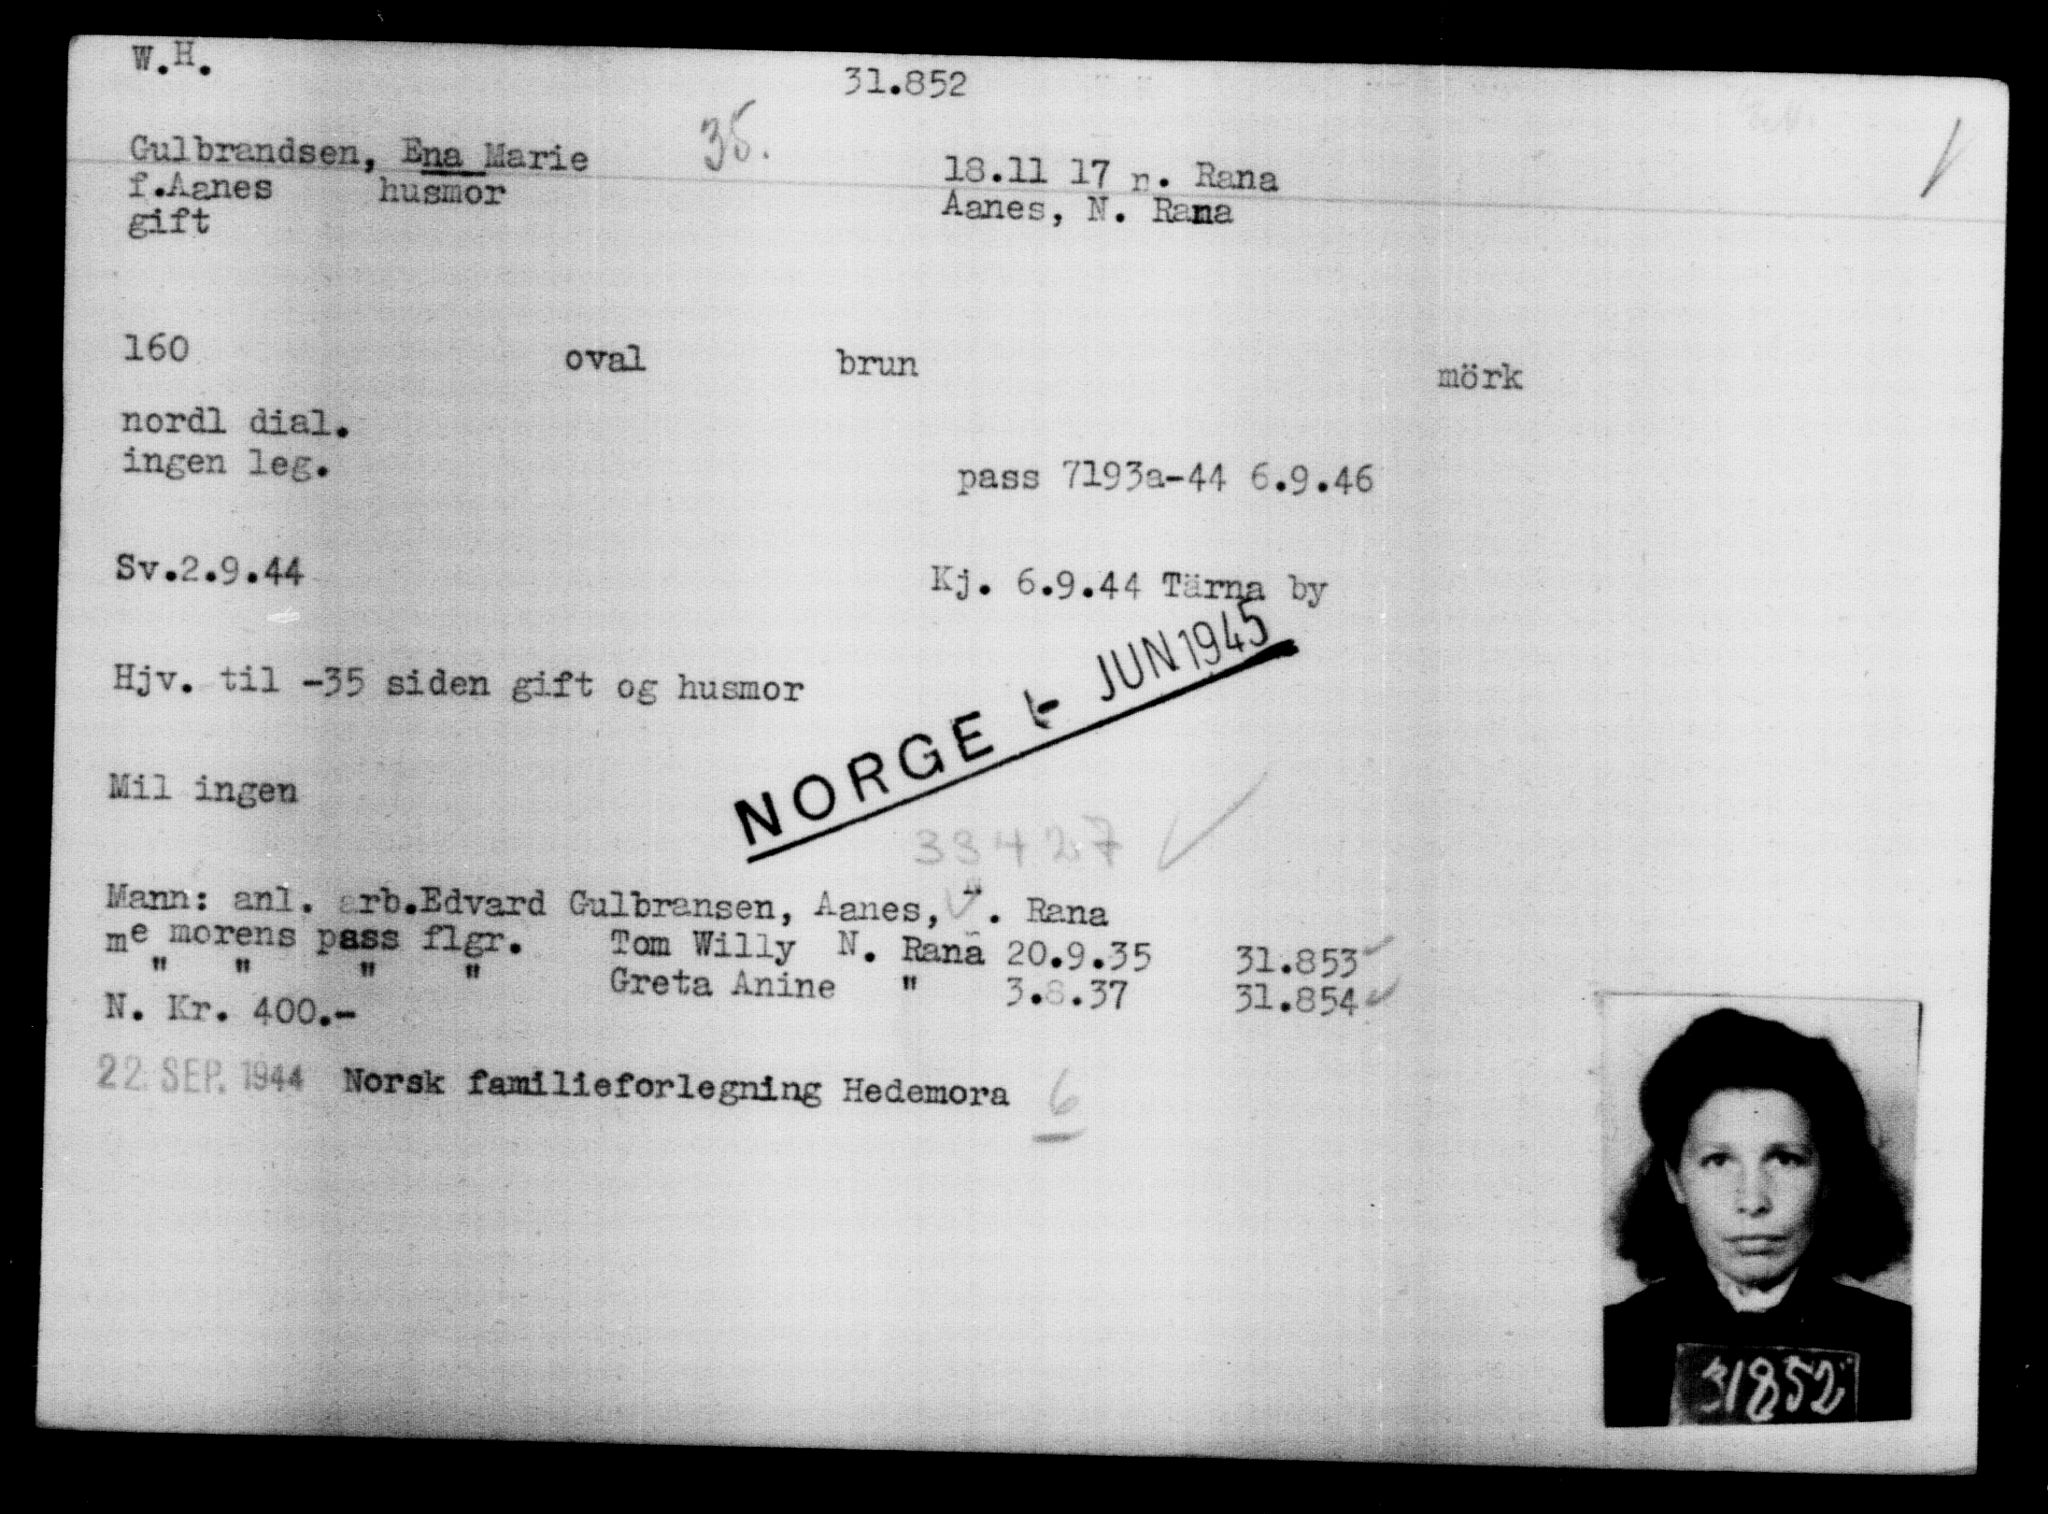 W.H.
31.852
Gulbrandsen, Ena Marie 35. 18.11 17 n. Rana
f.Aanes husmor Aanes, N. Rana
gift
160 oval brun mörk
nordl dial.
ingen leg. pass 7193a-44 6.9.46
Sv.2.9.44 Kj. 6.9.44 Tärna by
Hjv. til -35 siden gift og husmor
NORGE - JUN 1945
Mil ingen
33427
Mann: anl. arb.Edvard Gulbransen, Aanes, N. Rana
me morens pass flgr. Tom Willy N. Rana 20.9.35 31.853
" " " " Greta Anine " 3.8.37 31.854
N. Kr. 400.-
22. SEP. 1944 Norsk familieforlegning Hedemora 6
31852